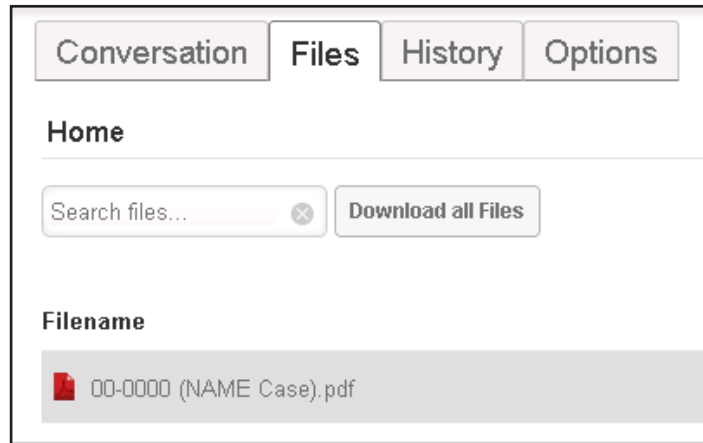 Conversation Files History Options
Home
Search files... Download all Files
Filename
00-0000 (NAME Case).pdf